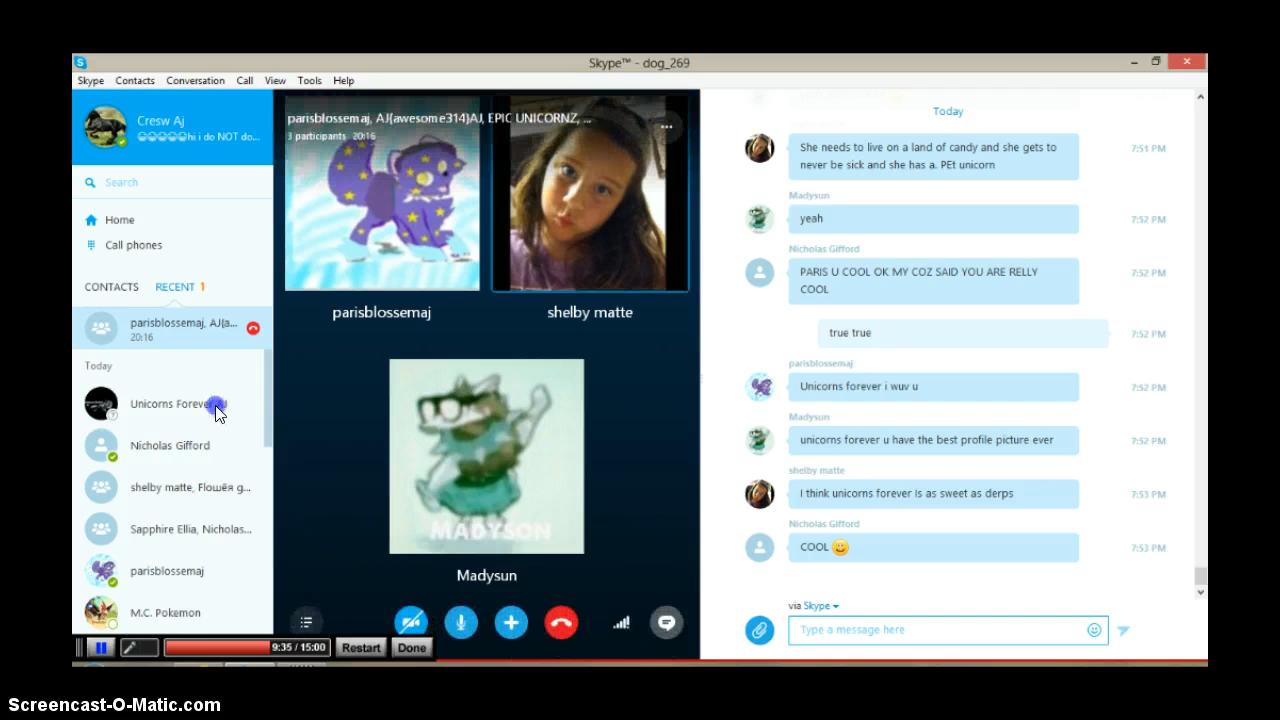 Skype™ - dog_269
Skype Contacts Conversation Call View Tools Help
Cresw Aj
hi i do NOT do...
Search
Home
Call phones
CONTACTS RECENT 1
parisblossemaj, AJ(a...
20:16
Today
Unicorns Forever
Nicholas Gifford
shelby matte, Flошёя g...
Sapphire Ellia, Nicholas...
parisblossemaj
M.C. Pokemon
9:35 / 15:00 Restart Done
parisblossemaj, AJ(awesome314)AJ, EPIC UNICORNZ, ...
3 participants 20:16
parisblossemaj
shelby matte
MADYSON
Madysun
Today
She needs to live on a land of candy and she gets to
never be sick and she has a. PEt unicorn
7:51 PM
Madysun
yeah
7:52 PM
Nicholas Gifford
PARIS U COOL OK MY COZ SAID YOU ARE RELLY
COOL
7:52 PM
true true
7:52 PM
parisblossemaj
Unicorns forever i wuv u
7:52 PM
Madysun
unicorns forever u have the best profile picture ever
7:52 PM
shelby matte
I think unicorns forever Is as sweet as derps
7:53 PM
Nicholas Gifford
COOL
7:53 PM
via Skype
Type a message here
Screencast-O-Matic.com